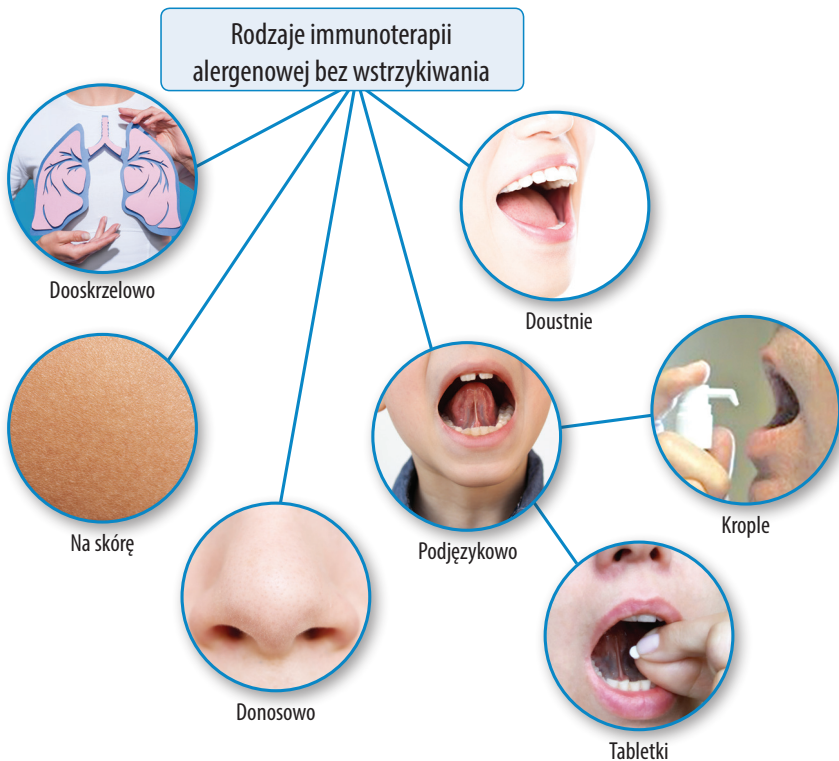 Rodzaje immunoterapii
alergenowej bez wstrzykiwania
Dooskrzelowo
Doustnie
Na skórę
Podjęzykowo
Krople
Donosowo
Tabletki